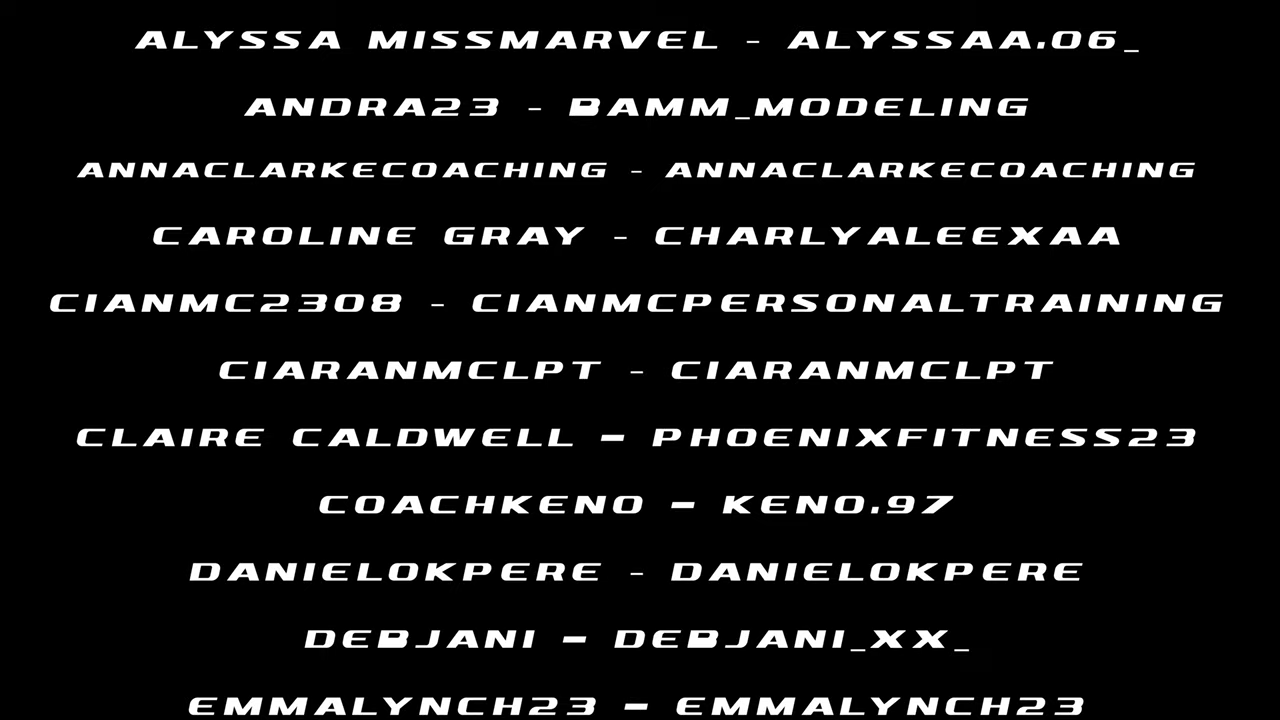 ALYSSA MISSMARVEL - ALYSSAA.06_
ANDRA23 - BAMM_MODELING
ANNACLARKECOACHING - ANNACLARKECOACHING
CAROLINE GRAY - CHARLYALEEXAA
CIANMC2308 - CIANMCPERSONALTRAINING
CIARANMCLPT - CIARANMCLPT
CLAIRE CALDWELL – PHOENIXFITNESS23
COACHKENO – KENO.97
DANIELOKPERE - DANIELOKPERE
DEBJANI – DEBJANI_XX_
EMMALYNCH23 – EMMALYNCH23